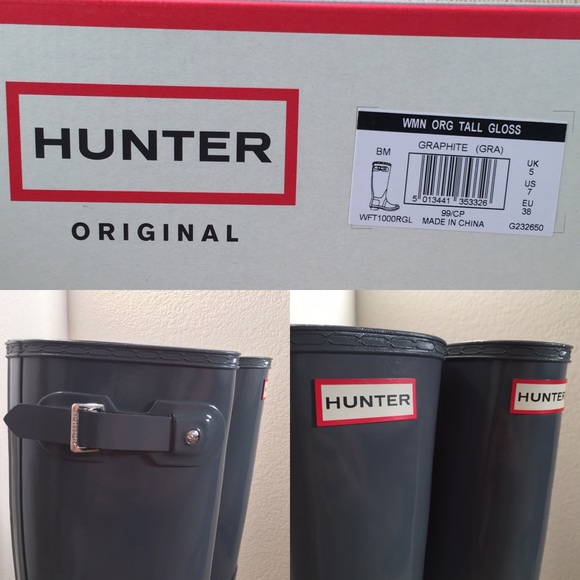 HUNTER
ORIGINAL
WMN ORG TALL GLOSS
BM
GRAPHITE (GRA)
UK
5
US
7
EU
38
5 013441 353326
99/CP
WFT1000RGL
MADE IN CHINA
G232650
HUNTER
HUNTER